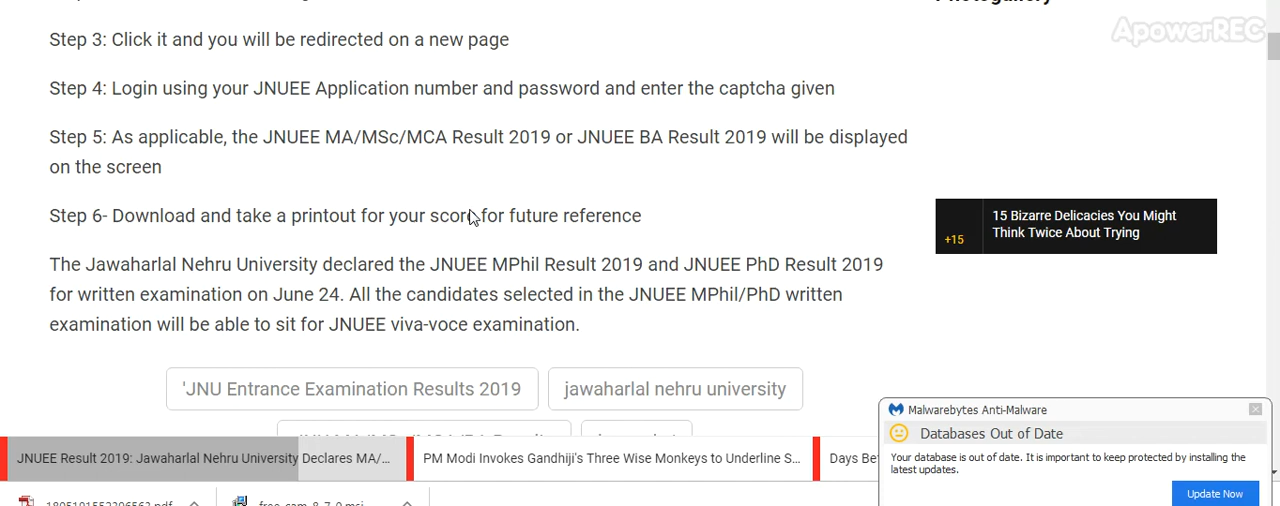 Photogallery
ApowerREC
Step 3: Click it and you will be redirected on a new page
Step 4: Login using your JNUEE Application number and password and enter the captcha given
Step 5: As applicable, the JNUEE MA/MSc/MCA Result 2019 or JNUEE BA Result 2019 will be displayed
on the screen
Step 6- Download and take a printout for your score for future reference
+15
15 Bizarre Delicacies You Might
Think Twice About Trying
The Jawaharlal Nehru University declared the JNUEE MPhil Result 2019 and JNUEE PhD Result 2019
for written examination on June 24. All the candidates selected in the JNUEE MPhil/PhD written
examination will be able to sit for JNUEE viva-voce examination.
'JNU Entrance Examination Results 2019
jawaharlal nehru university
Malwarebytes Anti-Malware
Databases Out of Date
Your database is out of date. It is important to keep protected by installing the
latest updates.
Update Now
JNUEE Result 2019: Jawaharlal Nehru University Declares MA/...
PM Modi Invokes Gandhiji's Three Wise Monkeys to Underline S...
Days Be